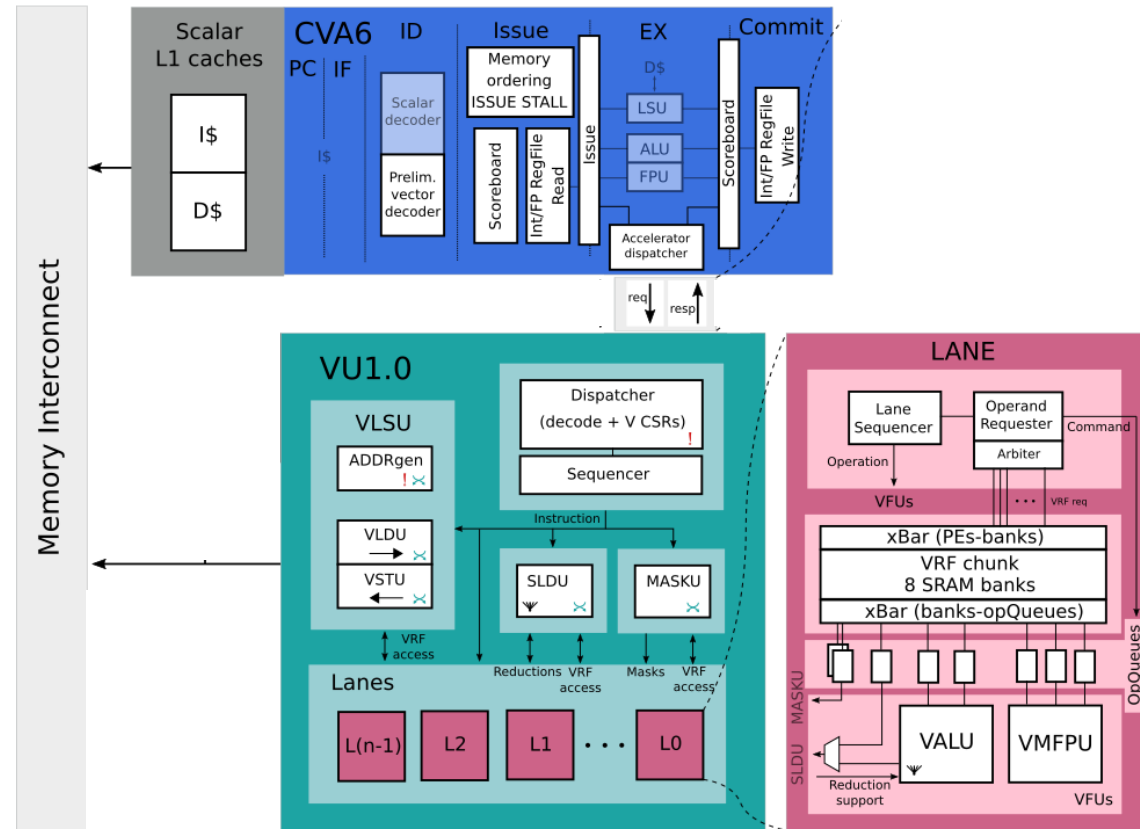 Memory Interconnect
Scalar
L1 caches
I$
D$
CVA6
PC
IF
I$
ID
Scalar
decoder
Prelim.
vector
decoder
Issue
Memory
ordering
ISSUE STALL
Scoreboard
Int/FP RegFile
Read
Issue
EX
D$
LSU
ALU
FPU
Accelerator
dispatcher
Scoreboard
Commit
Int/FP RegFile
Write
req
resp
VU1.0
VLSU
ADDRgen
!
VLDU
VSTU
Dispatcher
(decode + V CSRs)
!
Sequencer
Instruction
SLDU
MASKU
VRF
access
Reductions
VRF
access
Masks
VRF
access
Lanes
L(n-1)
L2
L1
• • •
L0
LANE
Lane
Sequencer
Operand
Requester
Arbiter
Command
Operation
VFUs
• • •
VRF req
xBar (PEs-banks)
VRF chunk
8 SRAM banks
xBar (banks-opQueues)
OpQueues
MASKU
SLDU
VALU
VMFPU
Reduction
support
VFUs